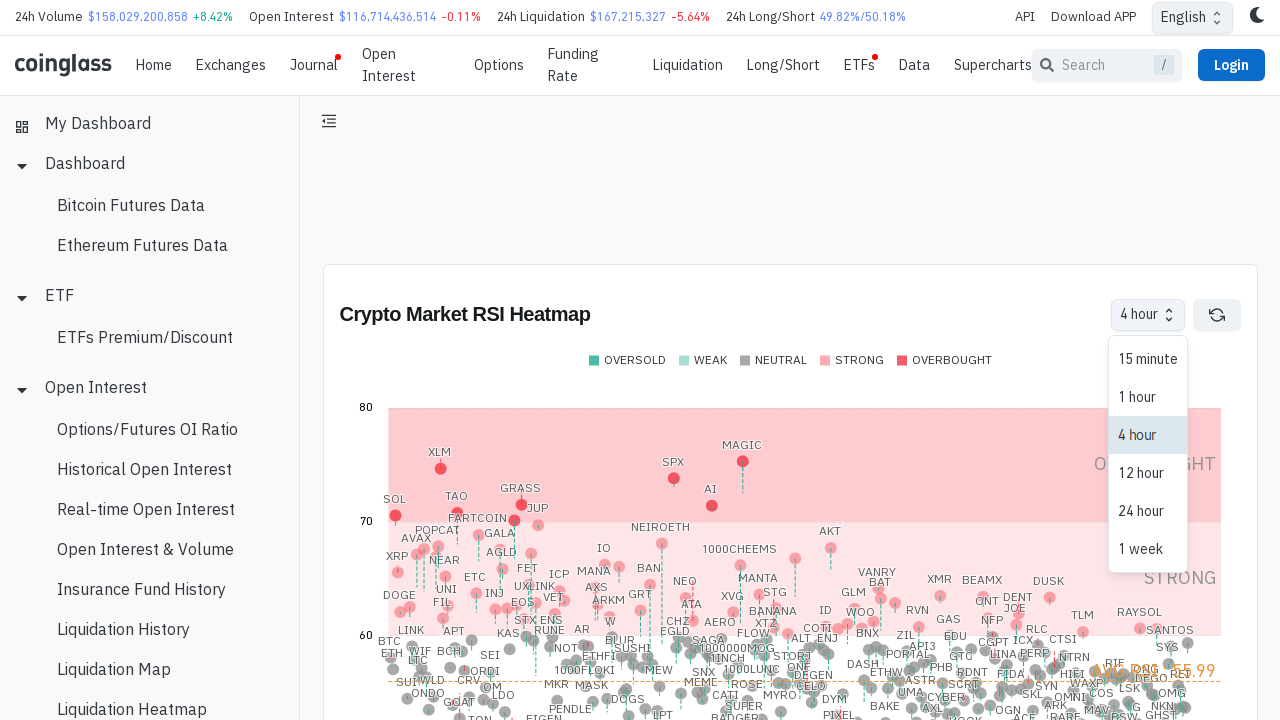 24h Volume $158,029,200,858 +8.42% Open Interest $116,714,436,514 -0.11% 24h Liquidation $167,215,327 -5.64% 24h Long/Short 49.82%/50.18% API Download APP English
coinglass Home Exchanges Journal Open Interest Options Funding Rate Liquidation Long/Short ETFs Data Supercharts Search / Login
My Dashboard
Dashboard
Bitcoin Futures Data
Ethereum Futures Data
ETF
ETFs Premium/Discount
Open Interest
Options/Futures OI Ratio
Historical Open Interest
Real-time Open Interest
Open Interest & Volume
Insurance Fund History
Liquidation History
Liquidation Map
Liquidation Heatmap
Crypto Market RSI Heatmap
4 hour
15 minute
1 hour
4 hour
12 hour
24 hour
1 week
OVERSOLD WEAK NEUTRAL STRONG OVERBOUGHT
80
XLM MAGIC
SPX
SOL TAO GRASS AI
JUP
70
FARTCOIN
POPCAT GALA NEIROETH AKT
AVAX
XRP NEAR AGLD IO 1000CHEEMS
FET ICP MANA BAN VANRY
STRONG
ETC NEO MANTA BAT XMR BEAMX DUSK
DOGE UNI INJ VET AXS GRT XVG STG GLM
FIL EOS ARKM ATA BANANA ID WOO RVN CNT DENT
JOE TLM RAYSOL
STX ENS W CHZ AERO XTZ GAS NFP
60
LINK APT KAS RUNE AR EGLD FLOW COTI BNX ZIL EDU RLC SANTOS
BTC NOT BLUR SAGA ALT ENJ API3 CGPT ICX CTSI SYS
ETH WIF BCH SEI ETHFI SUSHI 1000000MOG STORJ PORTAL GTC LINA PERP NTRN
LTC 1INCH ONE DASH PHB RIF
ORDI 1000FLOKI MEW SNX 1000LUNC DEGEN ETHW ASTR RDNT FIDA HIFI
AVG RSI : 55.99
SUI WLD CRV OM MKR MASK MEME ROSE CELO UMA SCRT SYN WAXP LSK
ONDO LDO DOGS CATI MYRO DYM CYBER SKL OMNI COS OMG
GOAT PENDLE SUPER BAKE AXL OGN ARK MAV NKN
TON EIGEN LPT BADGER PIXEL ACE RARE BSW GHST